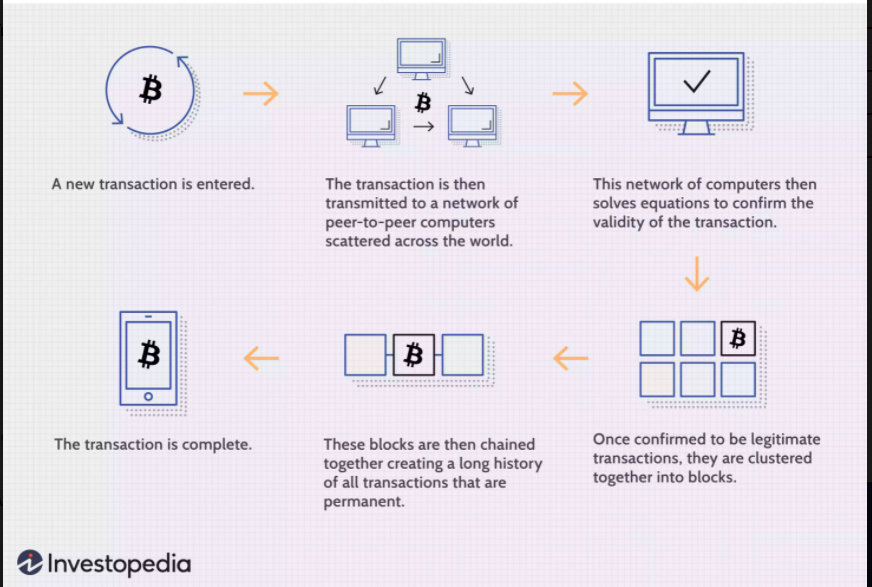 A new transaction is entered.
The transaction is then
transmitted to a network of
peer-to-peer computers
scattered across the world.
This network of computers then
solves equations to confirm the
validity of the transaction.
Once confirmed to be legitimate
transactions, they are clustered
together into blocks.
These blocks are then chained
together creating a long history
of all transactions that are
permanent.
The transaction is complete.
Investopedia